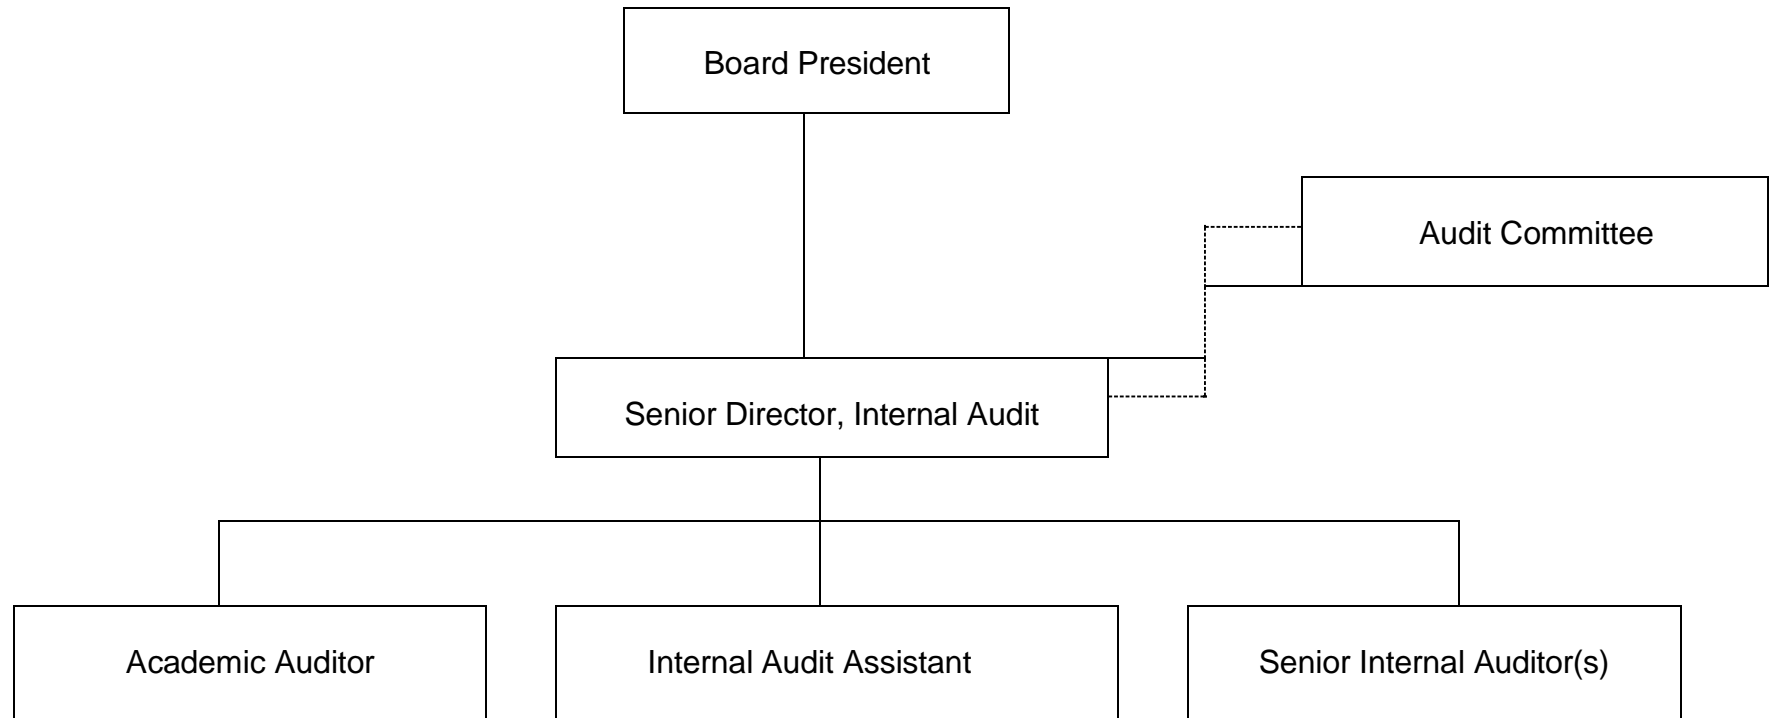 Board President
Audit Committee
Senior Director, Internal Audit
Academic Auditor
Internal Audit Assistant
Senior Internal Auditor(s)